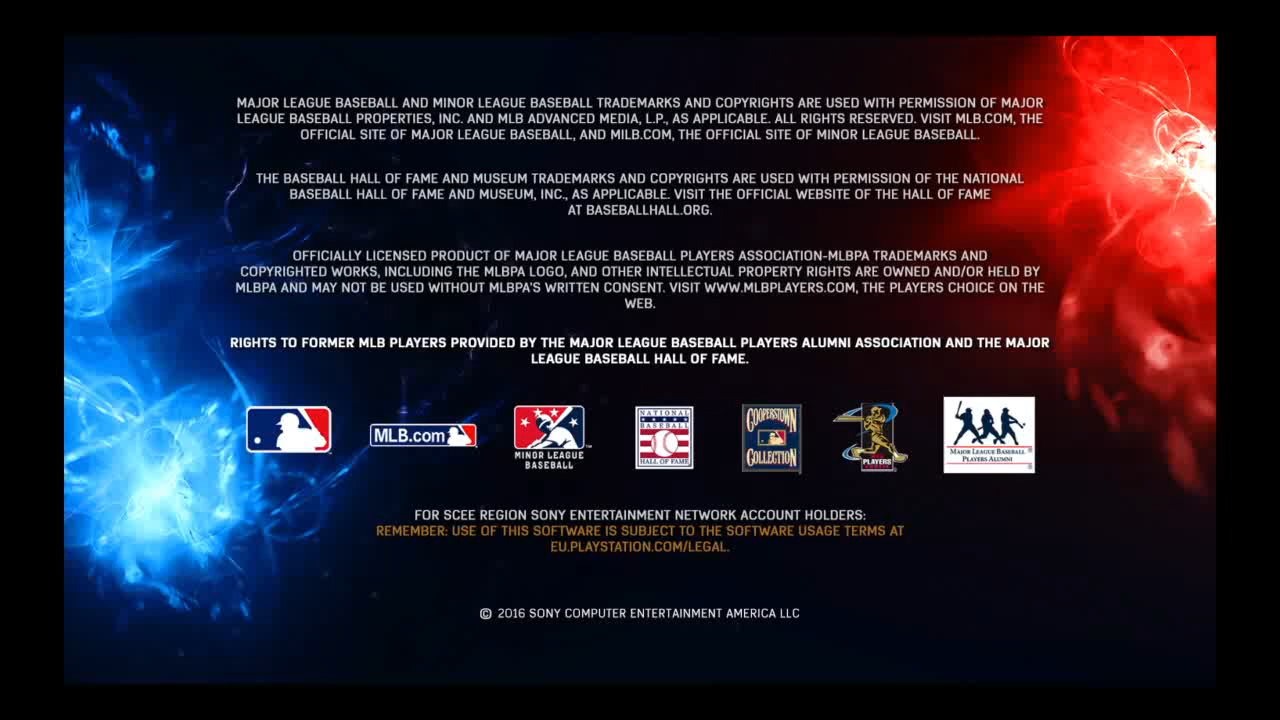 MAJOR LEAGUE BASEBALL AND MINOR LEAGUE BASEBALL TRADEMARKS AND COPYRIGHTS ARE USED WITH PERMISSION OF MAJOR
LEAGUE BASEBALL PROPERTIES, INC. AND MLB ADVANCED MEDIA, L.P., AS APPLICABLE. ALL RIGHTS RESERVED. VISIT MLB.COM, THE
OFFICIAL SITE OF MAJOR LEAGUE BASEBALL, AND MILB.COM, THE OFFICIAL SITE OF MINOR LEAGUE BASEBALL.
THE BASEBALL HALL OF FAME AND MUSEUM TRADEMARKS AND COPYRIGHTS ARE USED WITH PERMISSION OF THE NATIONAL
BASEBALL HALL OF FAME AND MUSEUM, INC., AS APPLICABLE. VISIT THE OFFICIAL WEBSITE OF THE HALL OF FAME
AT BASEBALLHALL.ORG.
OFFICIALLY LICENSED PRODUCT OF MAJOR LEAGUE BASEBALL PLAYERS ASSOCIATION-MLBPA TRADEMARKS AND
COPYRIGHTED WORKS, INCLUDING THE MLBPA LOGO, AND OTHER INTELLECTUAL PROPERTY RIGHTS ARE OWNED AND/OR HELD BY
MLBPA AND MAY NOT BE USED WITHOUT MLBPA'S WRITTEN CONSENT. VISIT WWW.MLBPLAYERS.COM, THE PLAYERS CHOICE ON THE
WEB.
RIGHTS TO FORMER MLB PLAYERS PROVIDED BY THE MAJOR LEAGUE BASEBALL PLAYERS ALUMNI ASSOCIATION AND THE MAJOR
LEAGUE BASEBALL HALL OF FAME.
MLB.com
MINOR LEAGUE
BASEBALL
NATIONAL
BASEBALL
HALL OF FAME
COOPERSTOWN
COLLECTION
PLAYERS
MAJOR LEAGUE BASEBALL
PLAYERS ALUMNI
FOR SCEE REGION SONY ENTERTAINMENT NETWORK ACCOUNT HOLDERS:
REMEMBER: USE OF THIS SOFTWARE IS SUBJECT TO THE SOFTWARE USAGE TERMS AT
EU.PLAYSTATION.COM/LEGAL.
© 2016 SONY COMPUTER ENTERTAINMENT AMERICA LLC